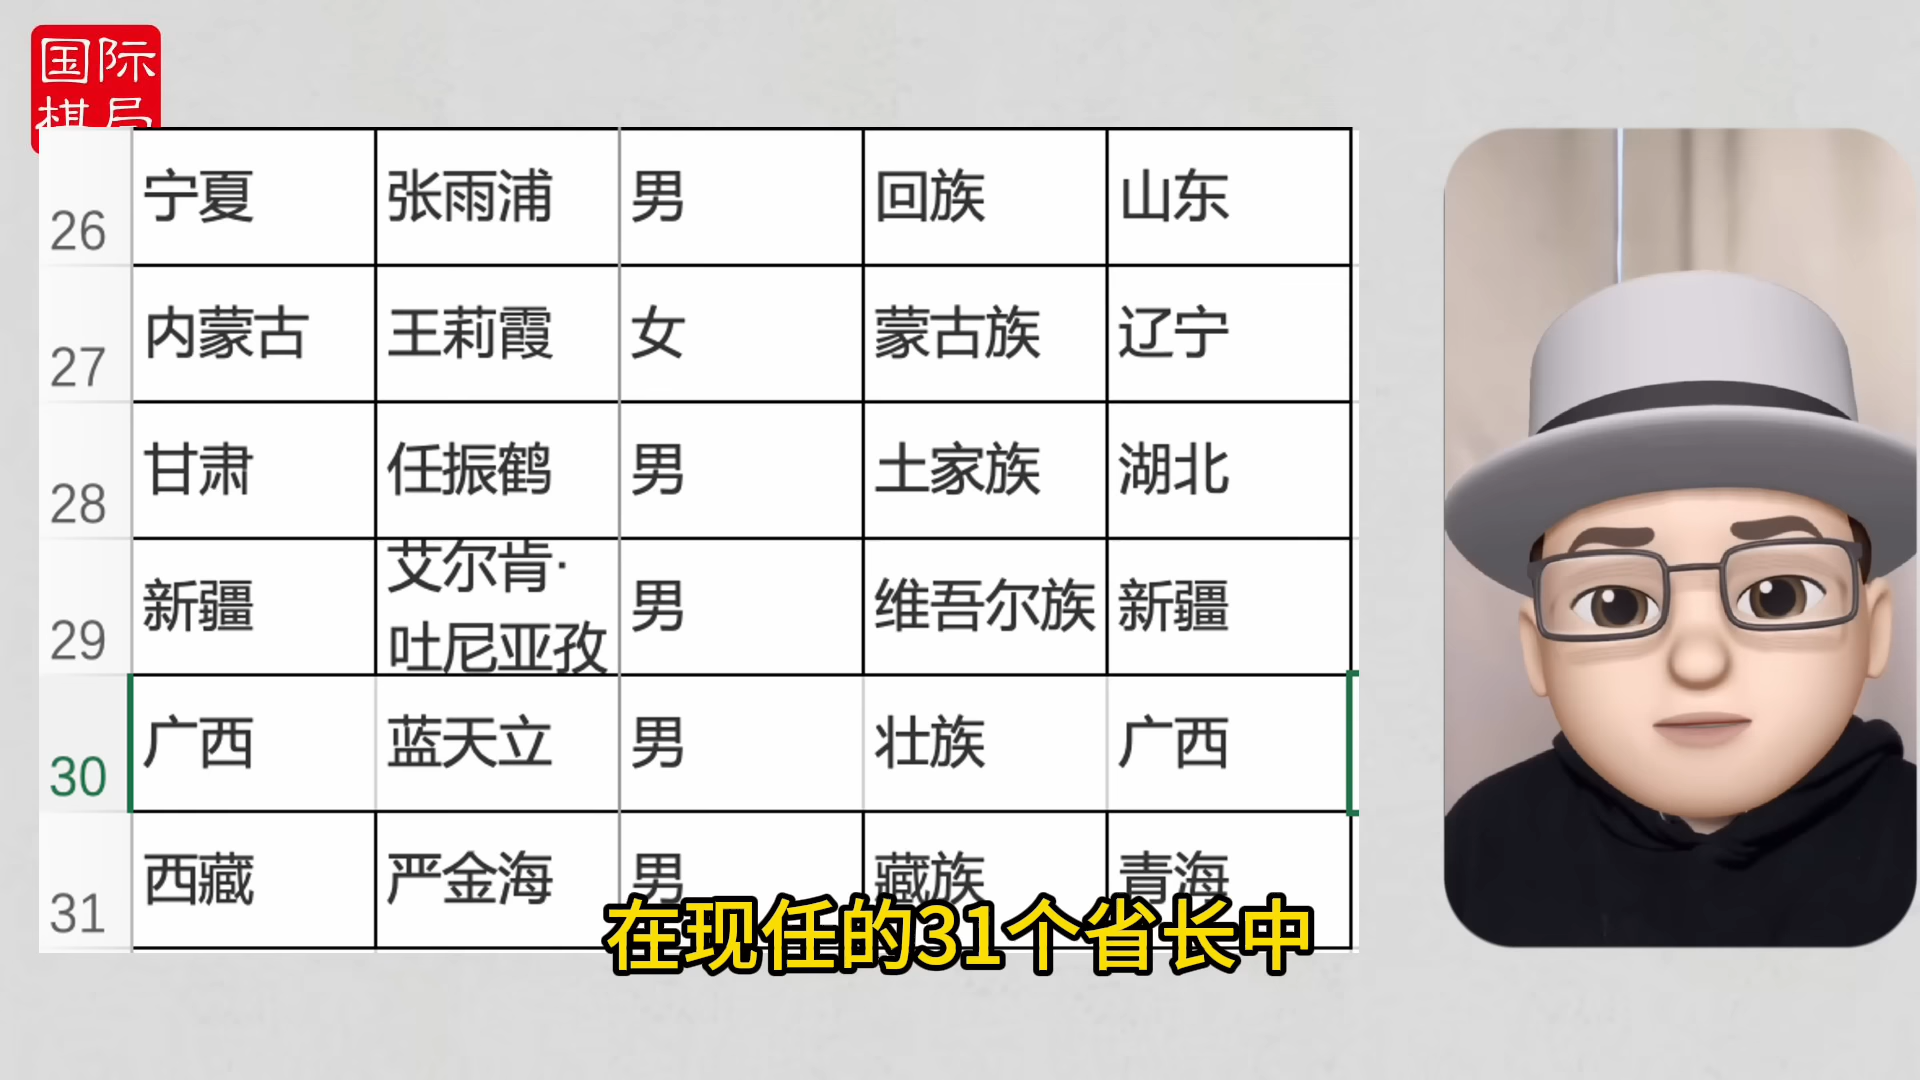 国际
棋局
26 宁夏 张雨浦 男 回族 山东
27 内蒙古 王莉霞 女 蒙古族 辽宁
28 甘肃 任振鹤 男 土家族 湖北
29 新疆 艾尔肯·吐尼亚孜 男 维吾尔族 新疆
30 广西 蓝天立 男 壮族 广西
31 西藏 严金海 男 藏族 青海
在现任的31个省长中